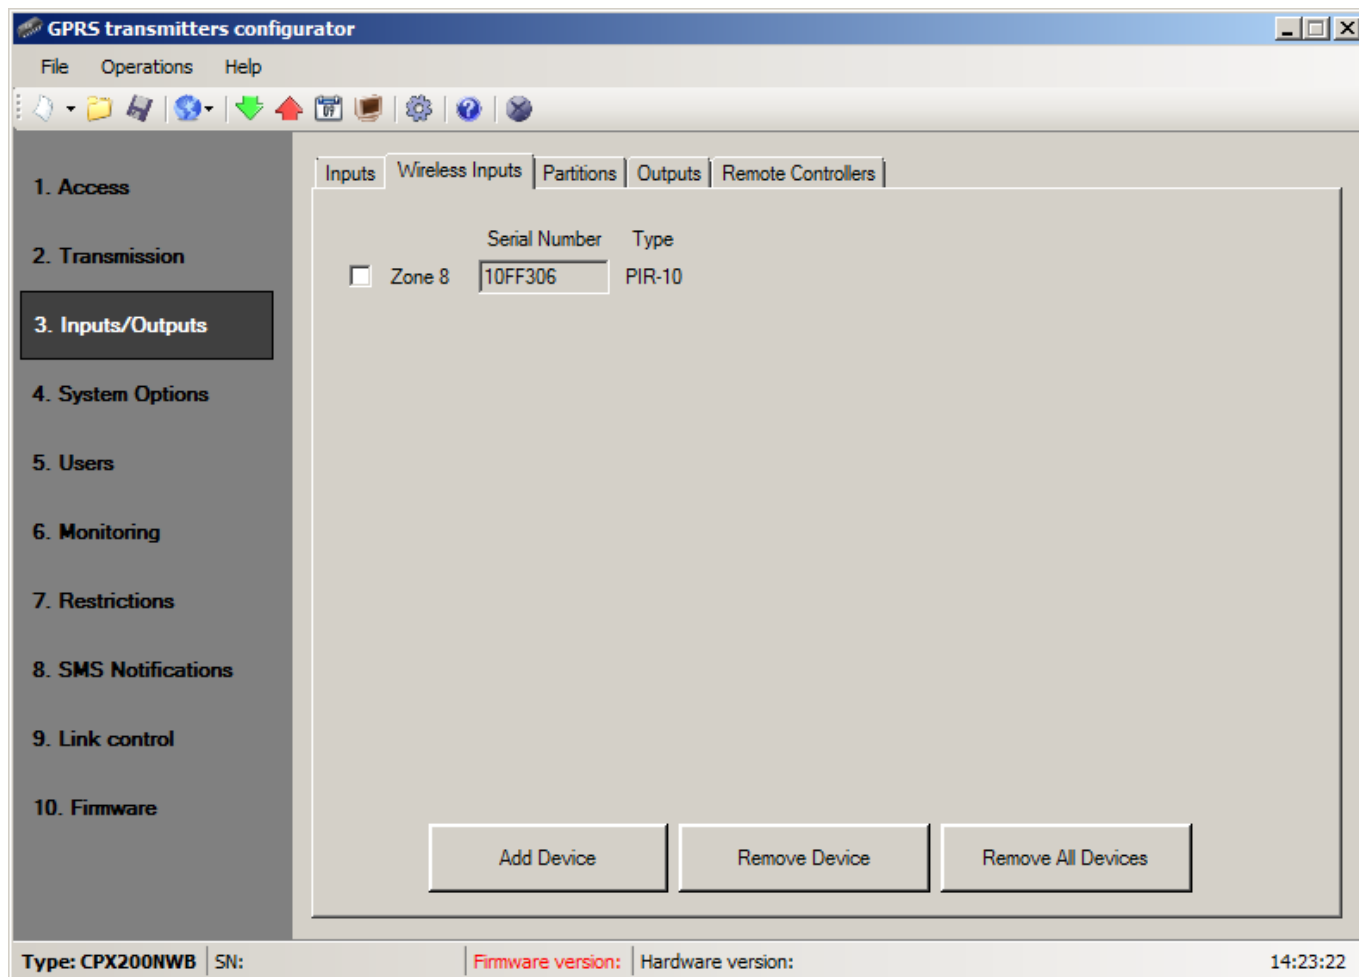 GPRS transmitters configurator
File Operations Help
09
1. Access
2. Transmission
3. Inputs/Outputs
4. System Options
5. Users
6. Monitoring
7. Restrictions
8. SMS Notifications
9. Link control
10. Firmware
Inputs Wireless Inputs Partitions Outputs Remote Controllers
Serial Number Type
Zone 8 10FF306 PIR-10
Add Device Remove Device Remove All Devices
Type: CPX200NWB SN: Firmware version: Hardware version: 14:23:22